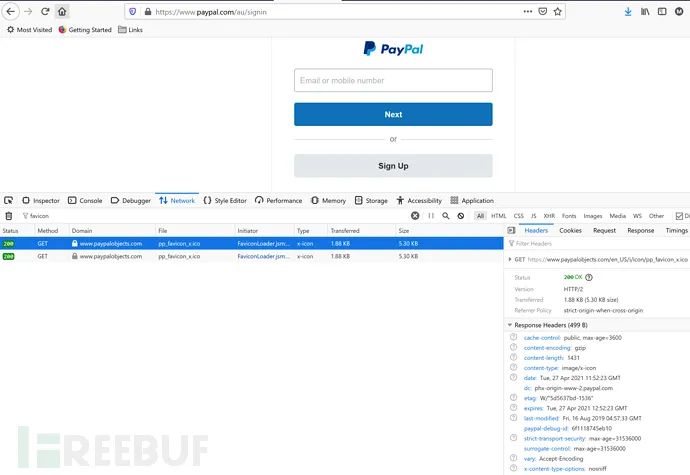 https://www.paypal.com/au/signin
Most Visited Getting Started Links
PayPal
Email or mobile number
Next
or
Sign Up
Inspector Console Debugger Network Style Editor Performance Memory Storage Accessibility Application
favicon
All HTML CSS JS XHR Fonts Images Media WS Other Di
Status Method Domain File Initiator Type Transferred Size
200 GET www.paypalobjects.com pp_favicon_x.ico FaviconLoader.jsm:... x-icon 1.88 KB 5.30 KB
200 GET www.paypalobjects.com pp_favicon_x.ico FaviconLoader.jsm:... x-icon 1.88 KB 5.30 KB
Headers Cookies Request Response Timings
Filter Headers
GET https://www.paypalobjects.com/en_US/i/icon/pp_favicon_x.ico
Status 200 OK
Version HTTP/2
Transferred 1.88 KB (5.30 KB size)
Referrer Policy strict-origin-when-cross-origin
Response Headers (499 B)
cache-control: public, max-age=3600
content-encoding: gzip
content-length: 1431
content-type: image/x-icon
date: Tue, 27 Apr 2021 11:52:23 GMT
dc: phx-origin-www-2.paypal.com
etag: W/"5d5637bd-1536"
expires: Tue, 27 Apr 2021 12:52:23 GMT
last-modified: Fri, 16 Aug 2019 04:57:33 GMT
paypal-debug-id: 6f1118745eb10
strict-transport-security: max-age=31536000
surrogate-control: max-age=31536000
vary: Accept-Encoding
x-content-type-options: nosniff
FREEBUF